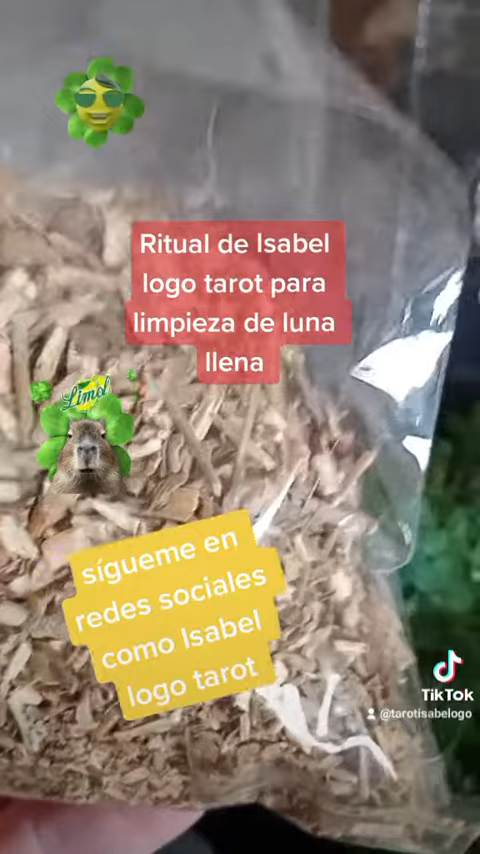 Ritual de Isabel
logo tarot para
limpieza de luna
llena
Limol
sígueme en
redes sociales
como Isabel
logo tarot
TikTok
@tarotisabelogo